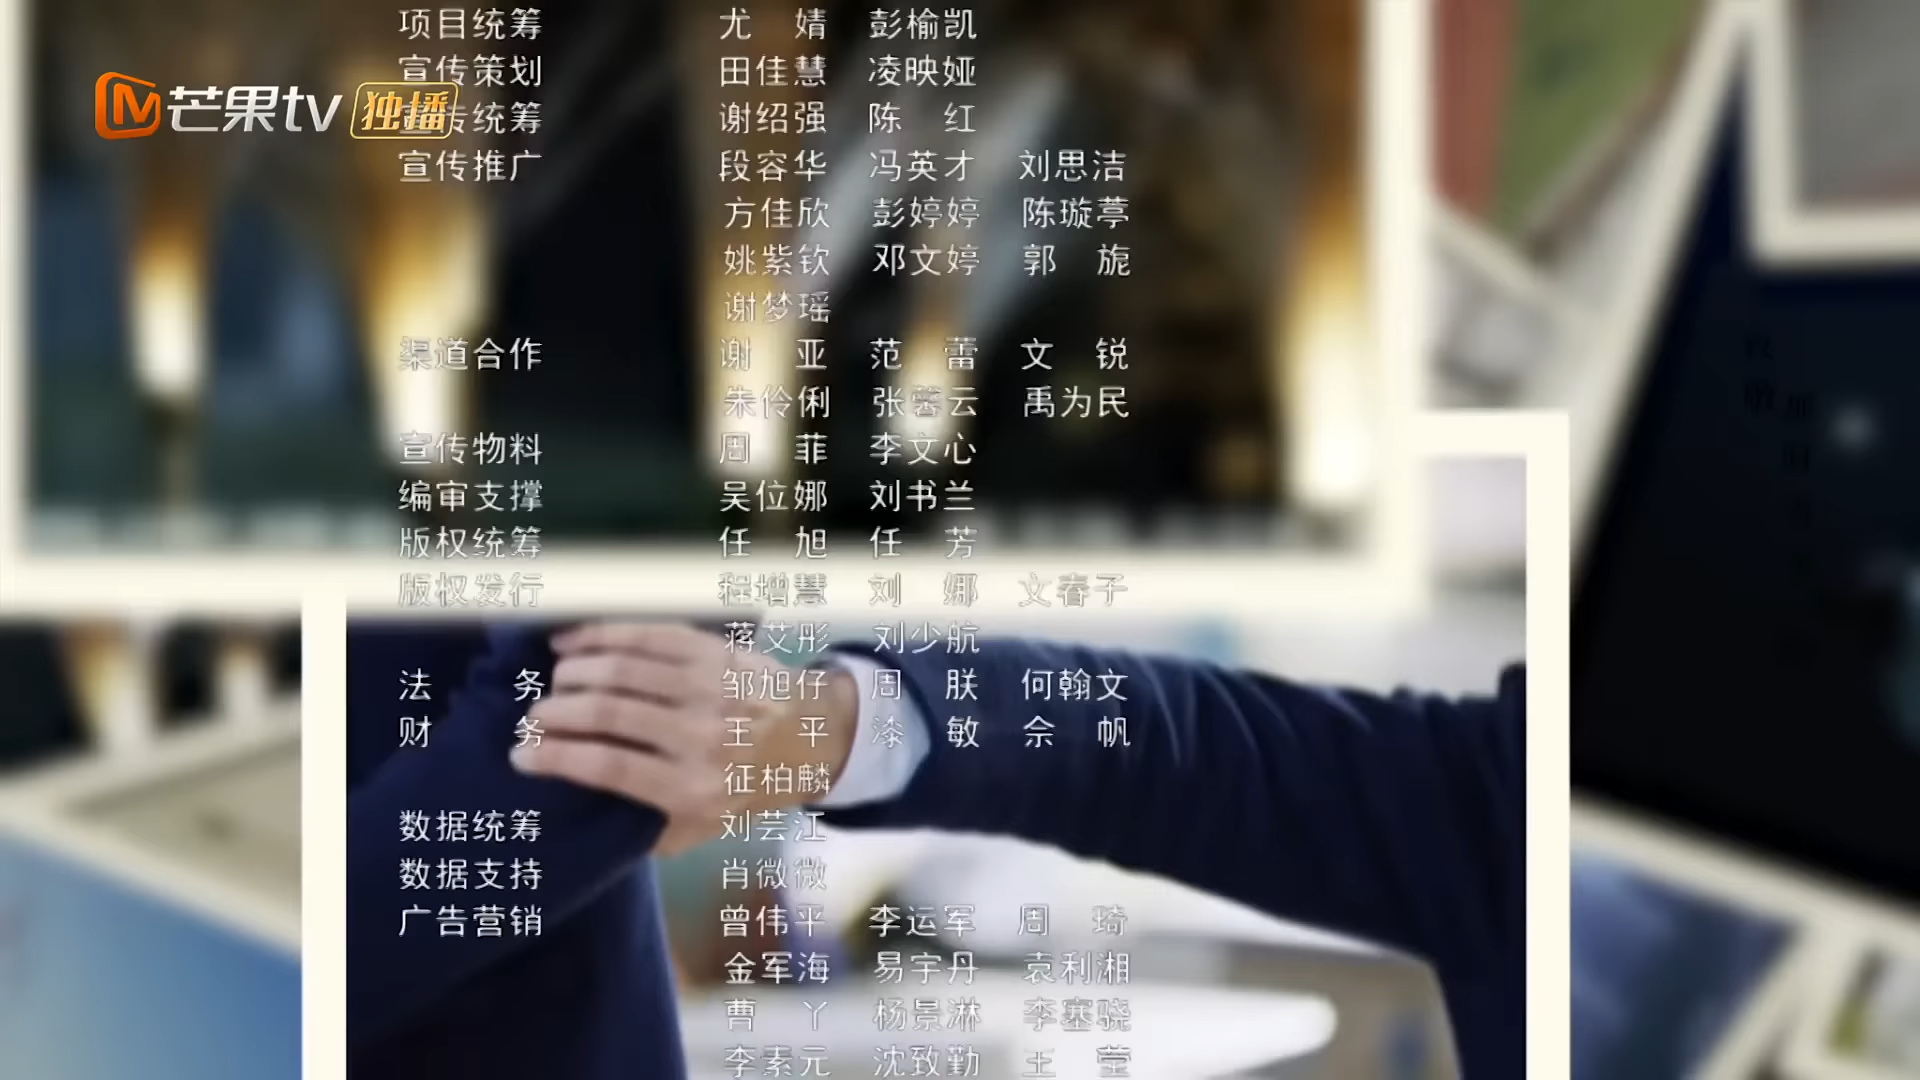 项目统筹 尤婧 彭榆凯
宣传策划 田佳慧 凌映娅
芒果tv 独播
宣传统筹 谢绍强 陈红
宣传推广 段容华 冯英才 刘思洁
方佳欣 彭婷婷 陈璇葶
姚紫钦 邓文婷 郭旎
谢梦瑶
渠道合作 谢亚 范蕾 文锐
朱伶俐 张馨云 禹为民
宣传物料 周菲 李文心
编审支撑 吴位娜 刘书兰
版权统筹 任旭 任芳
版权发行 程增慧 刘娜 文春子
蒋艾彤 刘少航
法务 邹旭仔 周朕 何翰文
财务 王平 漆敏 佘帆
征柏麟
数据统筹 刘芸江
数据支持 肖微微
广告营销 曾伟平 李运军 周琦
金军海 易宇丹 袁利湘
曹丫 杨景淋 李塞骁
李素元 沈致勤 王莹